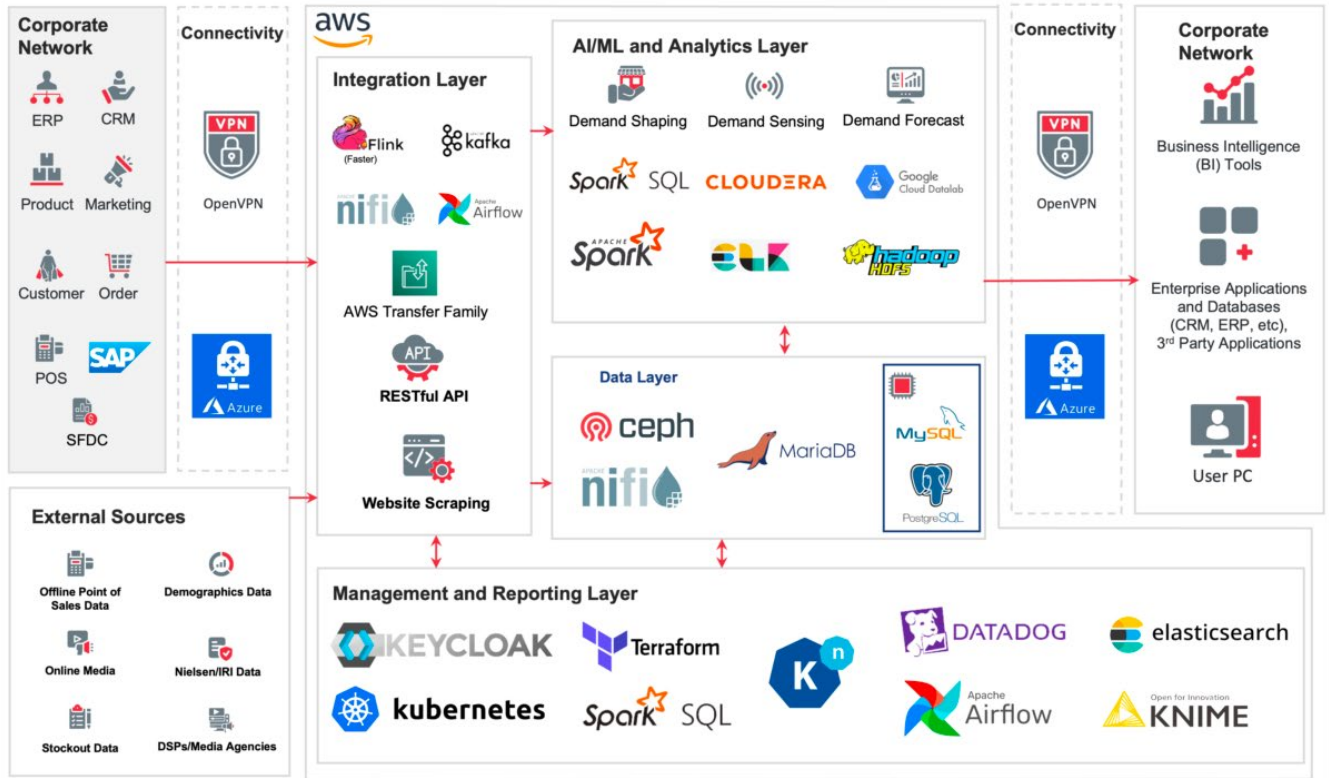 Corporate
Network
ERP
CRM
Product
Marketing
Customer
Order
POS
SAP
SFDC
Connectivity
VPN
OpenVPN
Azure
External Sources
Offline Point of
Sales Data
Demographics Data
Online Media
Nielsen/IRI Data
Stockout Data
DSPs/Media Agencies
aws
Integration Layer
Flink
(Faster)
kafka
APACHE
nifi
Apache
Airflow
AWS Transfer Family
API
RESTful API
</>
Website Scraping
AI/ML and Analytics Layer
Demand Shaping
Demand Sensing
Demand Forecast
Spark SQL
CLOUDERA
Google
Cloud Datalab
APACHE
Spark
ELK
hadoop
HDFS
Data Layer
ceph
APACHE
nifi
MariaDB
MySQL
PostgreSQL
Management and Reporting Layer
KEYCLOAK
Terraform
K
n
DATADOG
elasticsearch
kubernetes
Spark SQL
Apache
Airflow
Open for Innovation
KNIME
Connectivity
VPN
OpenVPN
Azure
Corporate
Network
Business Intelligence
(BI) Tools
Enterprise Applications
and Databases
(CRM, ERP, etc),
3rd Party Applications
User PC